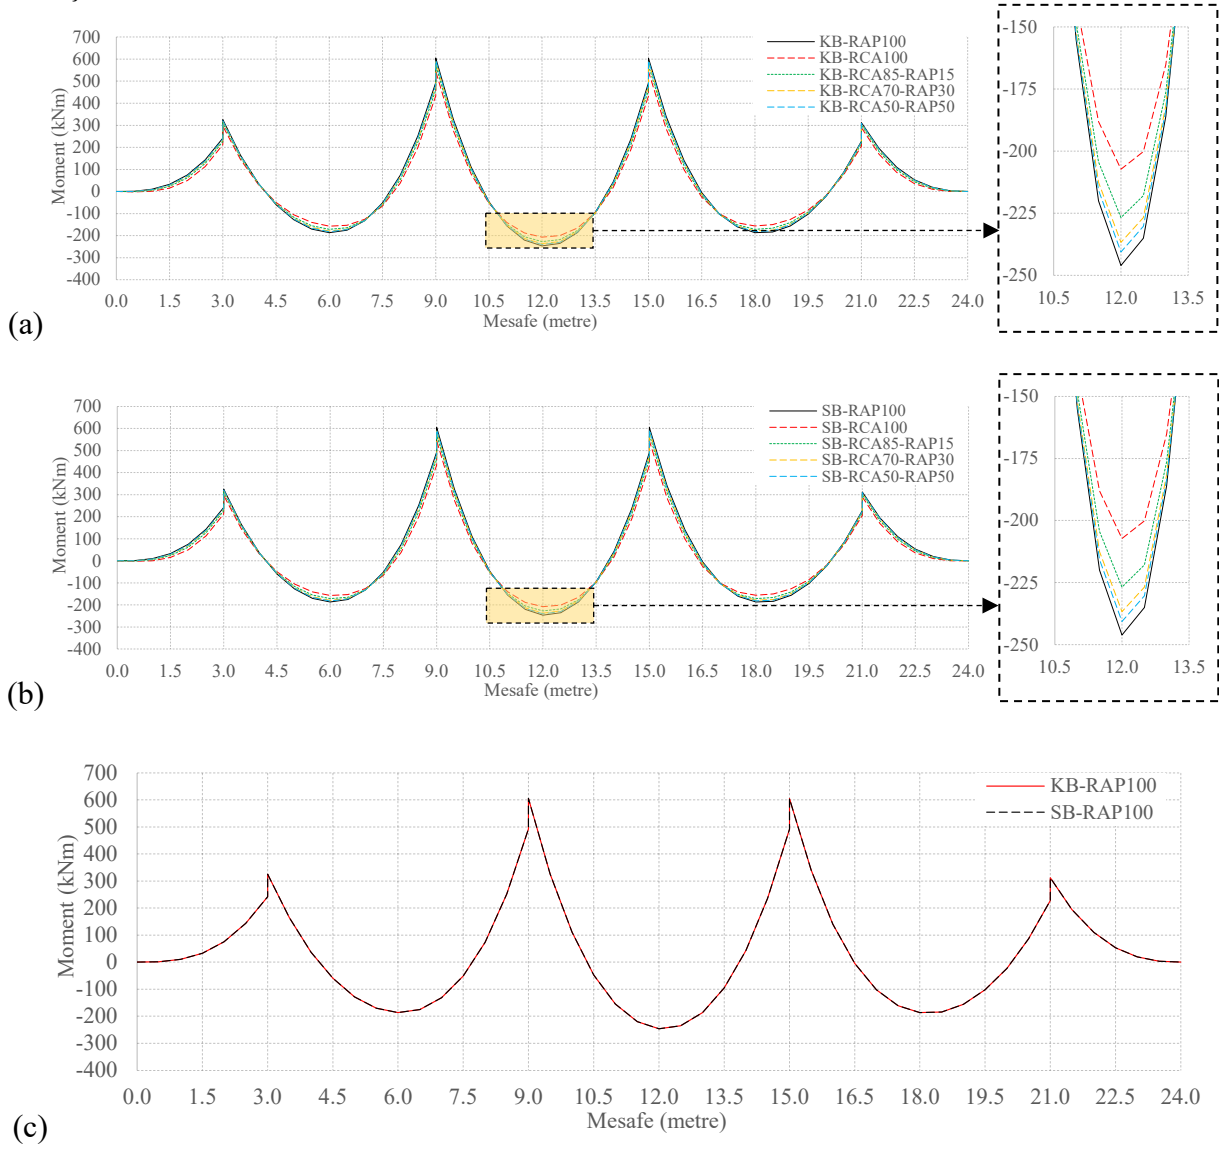 700
600
500
400
300
200
100
0
-100
-200
-300
-400
Moment (kNm)
0.0 1.5 3.0 4.5 6.0 7.5 9.0 10.5 12.0 13.5 15.0 16.5 18.0 19.5 21.0 22.5 24.0
Mesafe (metre)
KB-RAP100
KB-RCA100
KB-RCA85-RAP15
KB-RCA70-RAP30
KB-RCA50-RAP50
-150
-175
-200
-225
-250
10.5 12.0 13.5
(a)
700
600
500
400
300
200
100
0
-100
-200
-300
-400
Moment (kNm)
0.0 1.5 3.0 4.5 6.0 7.5 9.0 10.5 12.0 13.5 15.0 16.5 18.0 19.5 21.0 22.5 24.0
Mesafe (metre)
SB-RAP100
SB-RCA100
SB-RCA85-RAP15
SB-RCA70-RAP30
SB-RCA50-RAP50
-150
-175
-200
-225
-250
10.5 12.0 13.5
(b)
700
600
500
400
300
200
100
0
-100
-200
-300
-400
Moment (kNm)
0.0 1.5 3.0 4.5 6.0 7.5 9.0 10.5 12.0 13.5 15.0 16.5 18.0 19.5 21.0 22.5 24.0
Mesafe (metre)
KB-RAP100
SB-RAP100
(c)